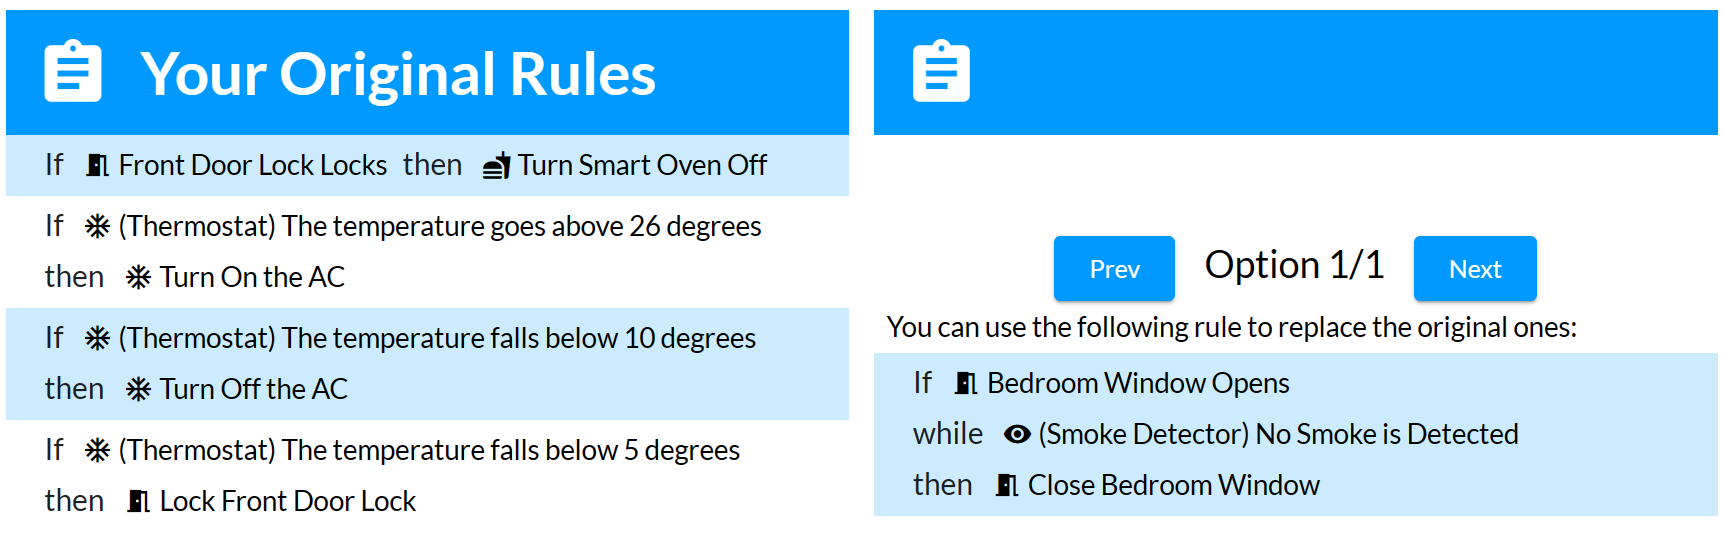 Your Original Rules
If Front Door Lock Locks then Turn Smart Oven Off
If (Thermostat) The temperature goes above 26 degrees
then Turn On the AC
If (Thermostat) The temperature falls below 10 degrees
then Turn Off the AC
If (Thermostat) The temperature falls below 5 degrees
then Lock Front Door Lock
Prev Option 1/1 Next
You can use the following rule to replace the original ones:
If Bedroom Window Opens
while (Smoke Detector) No Smoke is Detected
then Close Bedroom Window